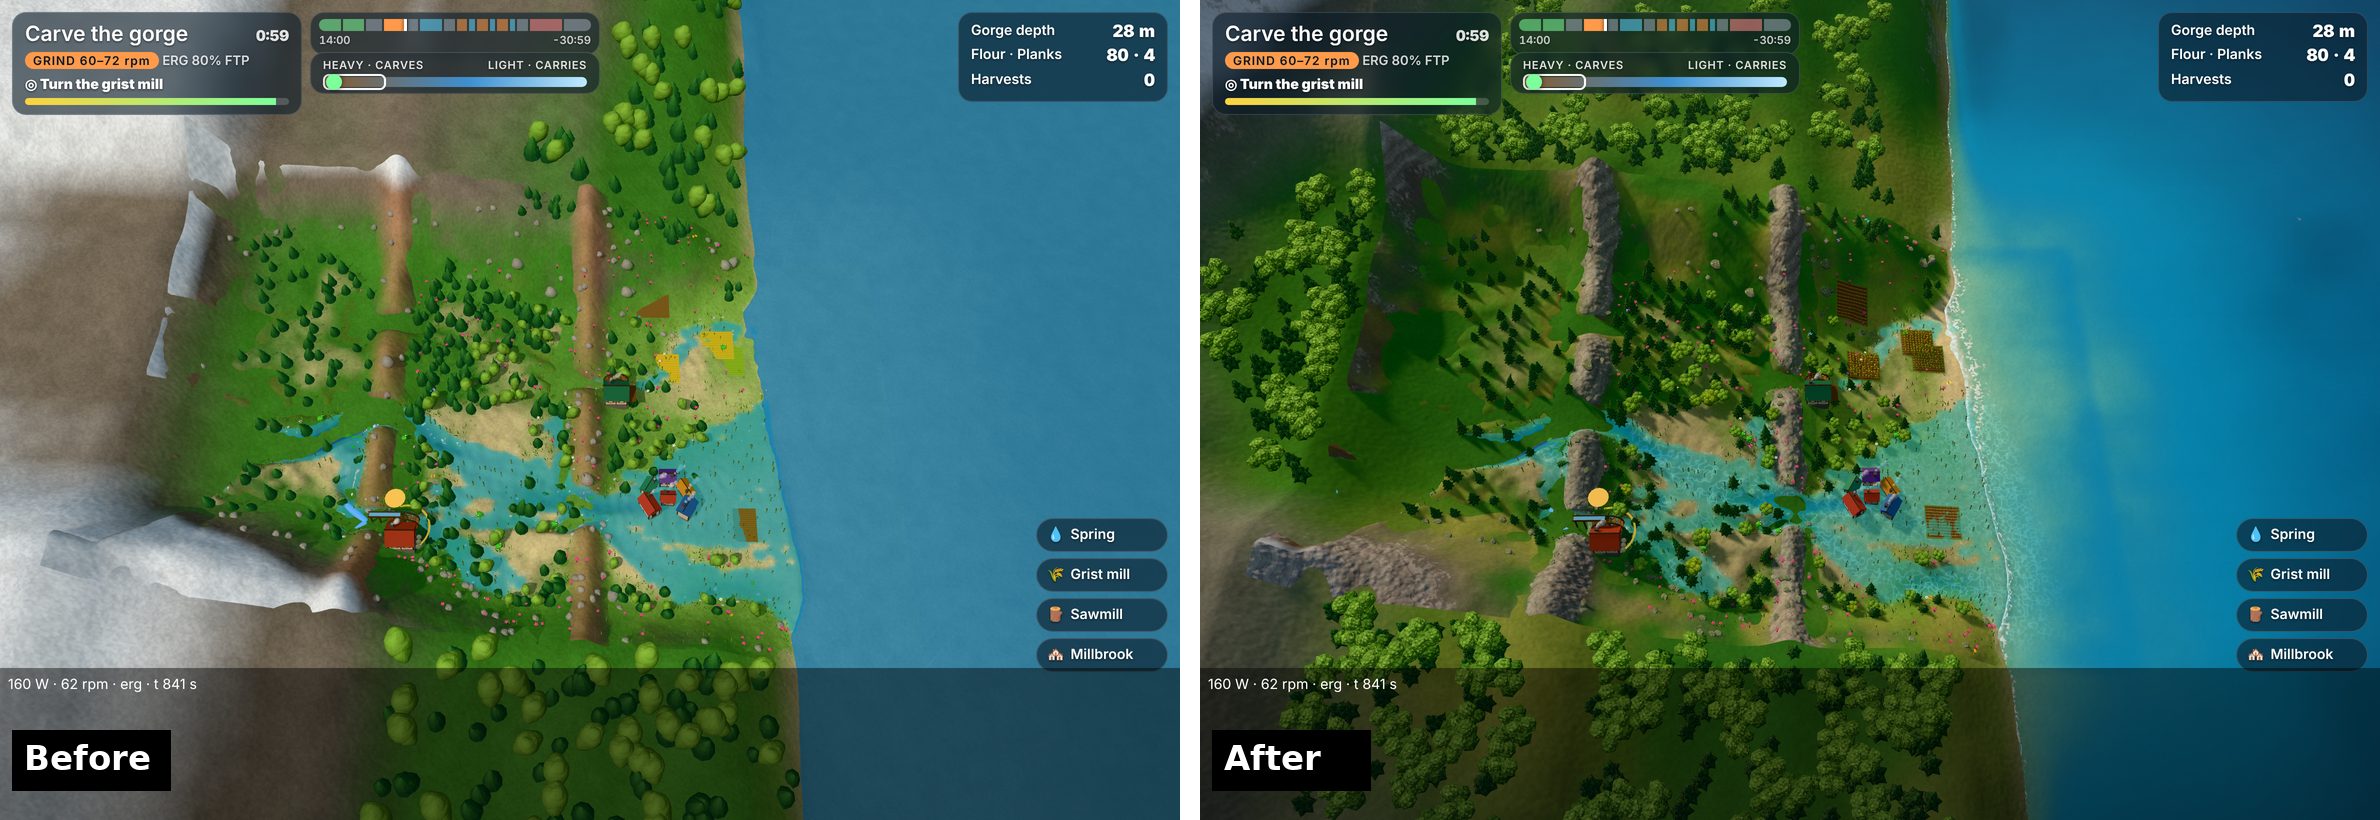 Carve the gorge 0:59
GRIND 60–72 rpm ERG 80% FTP
◎ Turn the grist mill
14:00 -30:59
HEAVY · CARVES LIGHT · CARRIES
Gorge depth 28 m
Flour · Planks 80 · 4
Harvests 0
Spring
Grist mill
Sawmill
Millbrook
160 W · 62 rpm · erg · t 841 s
Before
Carve the gorge 0:59
GRIND 60–72 rpm ERG 80% FTP
◎ Turn the grist mill
14:00 -30:59
HEAVY · CARVES LIGHT · CARRIES
Gorge depth 28 m
Flour · Planks 80 · 4
Harvests 0
Spring
Grist mill
Sawmill
Millbrook
160 W · 62 rpm · erg · t 841 s
After